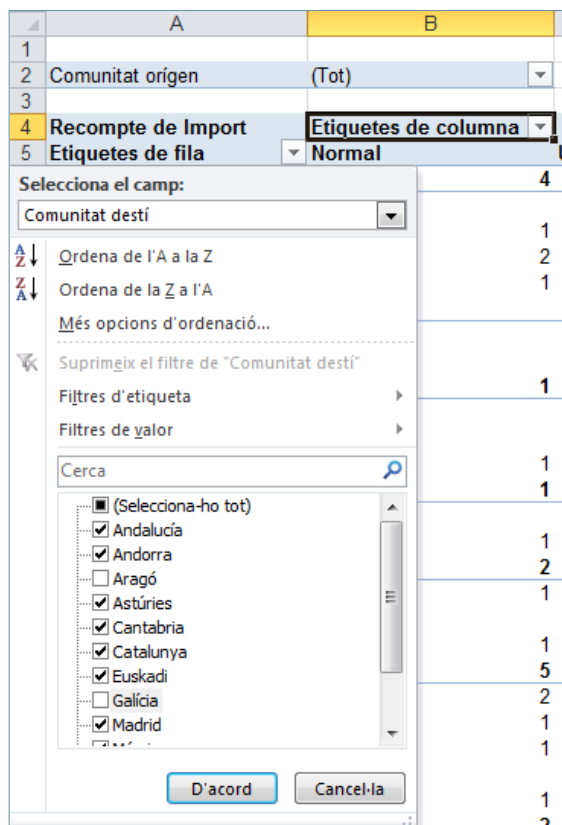 A B
1
2 Comunitat orígen (Tot)
3
4 Recompte de Import Etiquetes de columna
5 Etiquetes de fila Normal
4
Selecciona el camp:
Comunitat destí
1
Ordena de l'A a la Z
2
Ordena de la Z a l'A
1
Més opcions d'ordenació...
Suprimeix el filtre de "Comunitat destí"
1
Filtres d'etiqueta
Filtres de valor
Cerca
1
1
(Selecciona-ho tot)
Andalucía
1
Andorra
2
Aragó
1
Astúries
Cantabria
1
Catalunya
5
Euskadi
2
Galícia
1
Madrid
1
D'acord Cancel·la
1
2